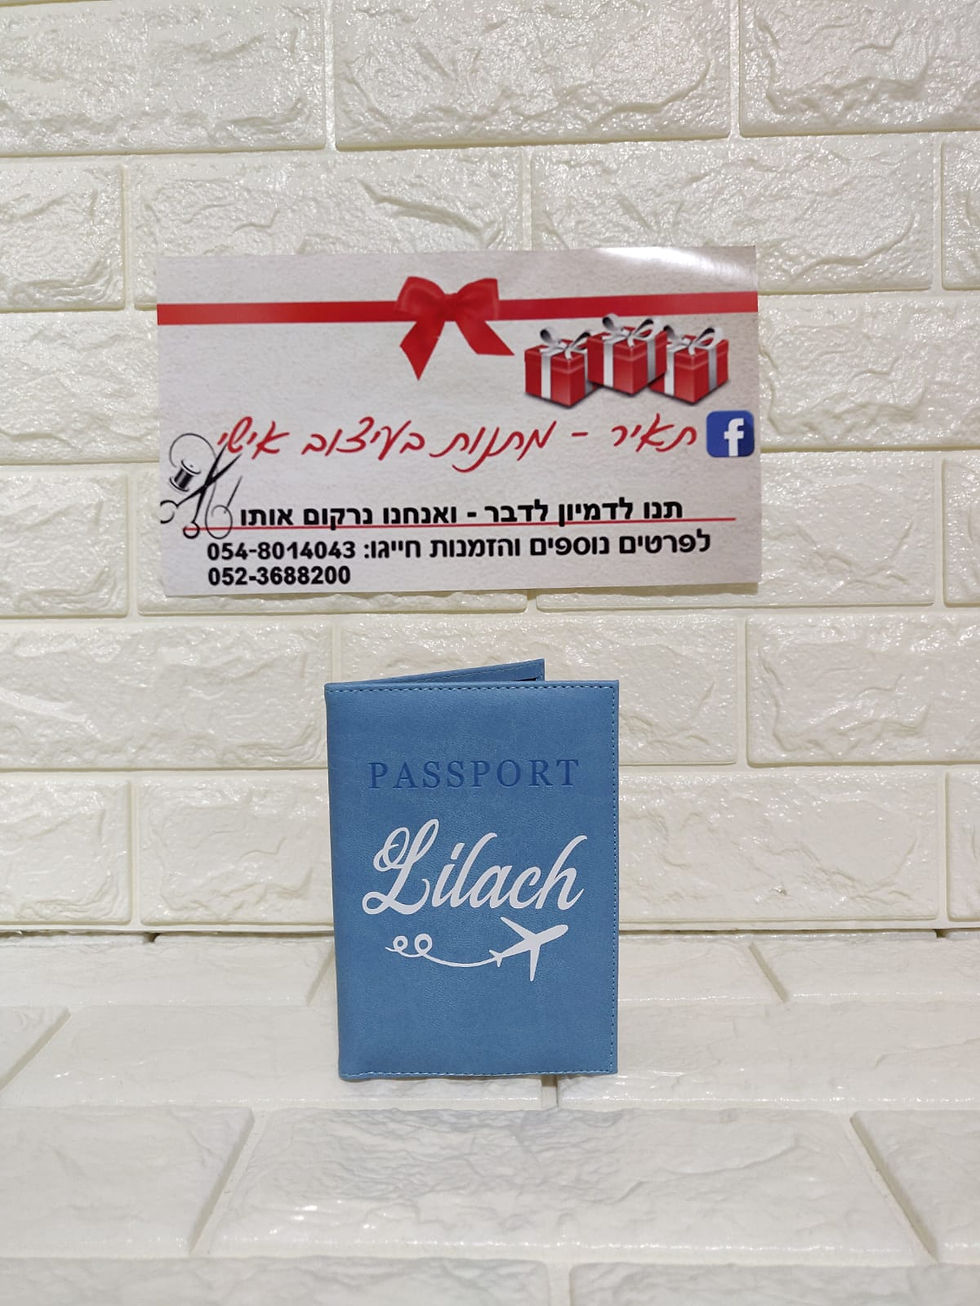 תאיר - מתנות בעיצוב אישי
תנו לדמיון לדבר - ואנחנו נרקום אותו
לפרטים נוספים והזמנות חייגו: 054-8014043
052-3688200
PASSPORT
Lilach